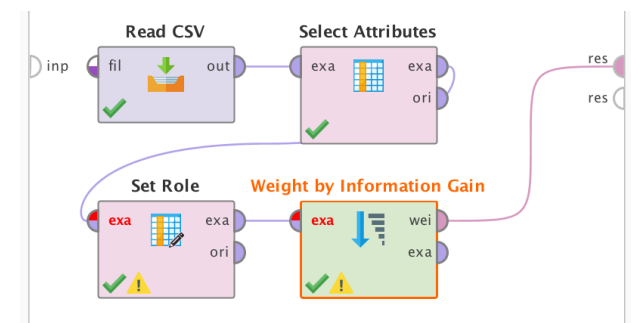 Read CSV
Select Attributes
inp
fil
out
exa
exa
ori
res
res
Set Role
Weight by Information Gain
exa
exa
ori
exa
wei
exa